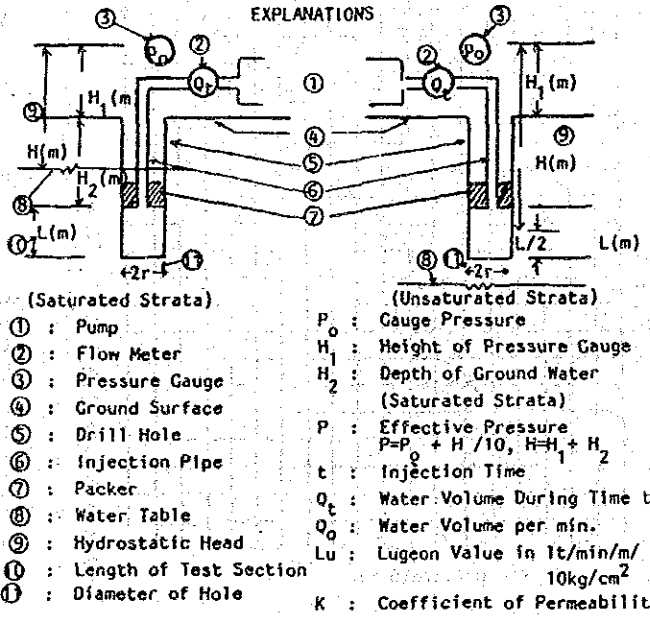 EXPLANATIONS
③ ③
P₀ ② ② P₀
Qt ① Qt
H₁(m) H₁(m)
⑨ ④ ⑨
H(m) ⑤ H(m)
H₂(m) ⑥
⑧ ⑦
L(m) L/2 L(m)
⑩ ⑧ ⑪
2r ⑪ 2r
(Saturated Strata) (Unsaturated Strata)
① : Pump
② : Flow Meter
③ : Pressure Gauge
④ : Ground Surface
⑤ : Drill Hole
⑥ : Injection Pipe
⑦ : Packer
⑧ : Water Table
⑨ : Hydrostatic Head
⑩ : Length of Test Section
⑪ : Diameter of Hole
P₀ : Gauge Pressure
H₁ : Height of Pressure Gauge
H₂ : Depth of Ground Water
(Saturated Strata)
P : Effective Pressure
P=P₀ + H /10, H=H₁+ H₂
t : Injection Time
Qt : Water Volume During Time t
Q₀ : Water Volume per min.
Lu : Lugeon Value in lt/min/m/
10kg/cm²
K : Coefficient of Permeabilit